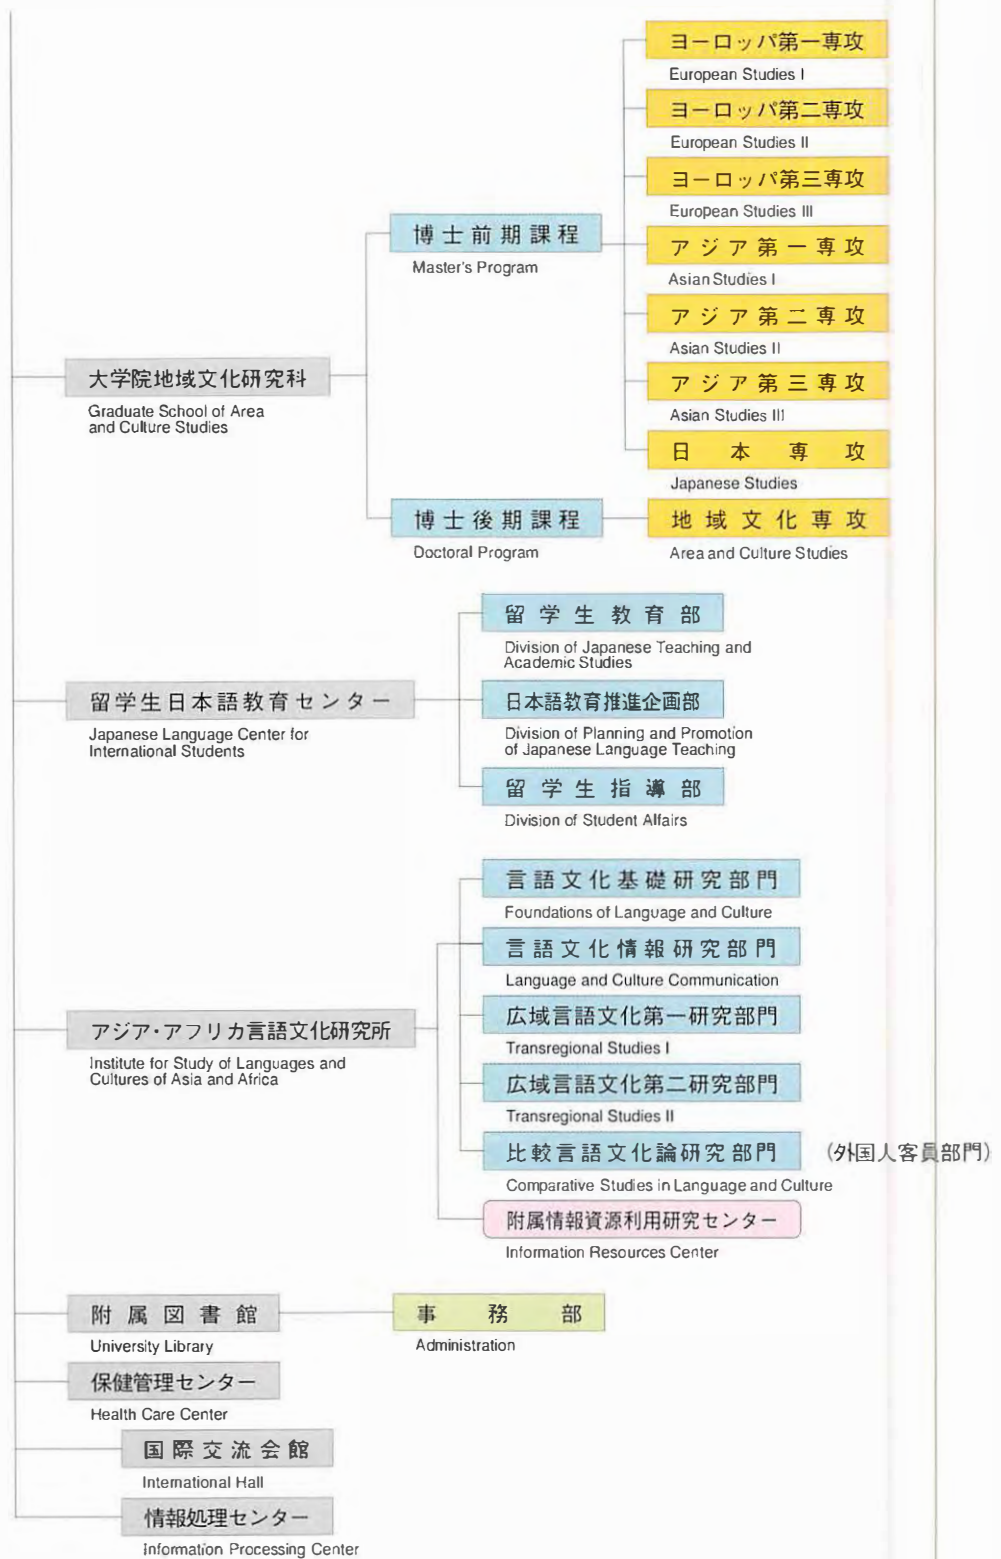 ヨーロッパ第一専攻
European Studies I
ヨーロッパ第二専攻
European Studies II
ヨーロッパ第三専攻
European Studies III
博士前期課程
Master's Program
アジア第一専攻
Asian Studies I
アジア第二専攻
Asian Studies II
大学院地域文化研究科
Graduate School of Area
and Culture Studies
アジア第三専攻
Asian Studies III
日本専攻
Japanese Studies
博士後期課程
Doctoral Program
地域文化専攻
Area and Culture Studies
留学生教育部
Division of Japanese Teaching and
Academic Studies
留学生日本語教育センター
Japanese Language Center for
International Students
日本語教育推進企画部
Division of Planning and Promotion
of Japanese Language Teaching
留学生指導部
Division of Student Affairs
言語文化基礎研究部門
Foundations of Language and Culture
言語文化情報研究部門
Language and Culture Communication
アジア・アフリカ言語文化研究所
Institute for Study of Languages and
Cultures of Asia and Africa
広域言語文化第一研究部門
Transregional Studies I
広域言語文化第二研究部門
Transregional Studies II
比較言語文化論研究部門 (外国人客員部門)
Comparative Studies in Language and Culture
附属情報資源利用研究センター
Information Resources Center
附属図書館
University Library
事務部
Administration
保健管理センター
Health Care Center
国際交流会館
International Hall
情報処理センター
Information Processing Center